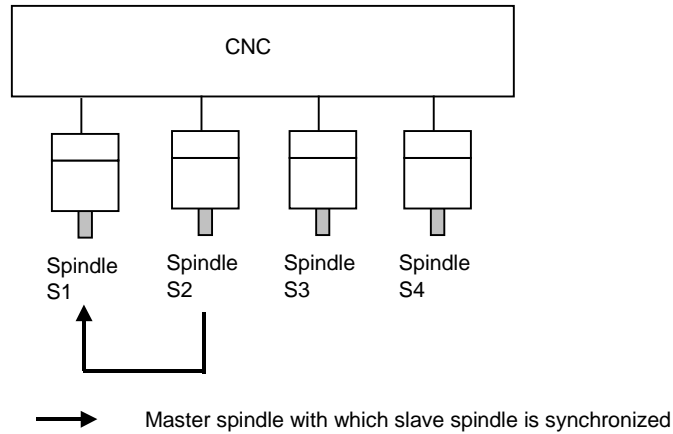 CNC
Spindle S1
Spindle S2
Spindle S3
Spindle S4
Master spindle with which slave spindle is synchronized